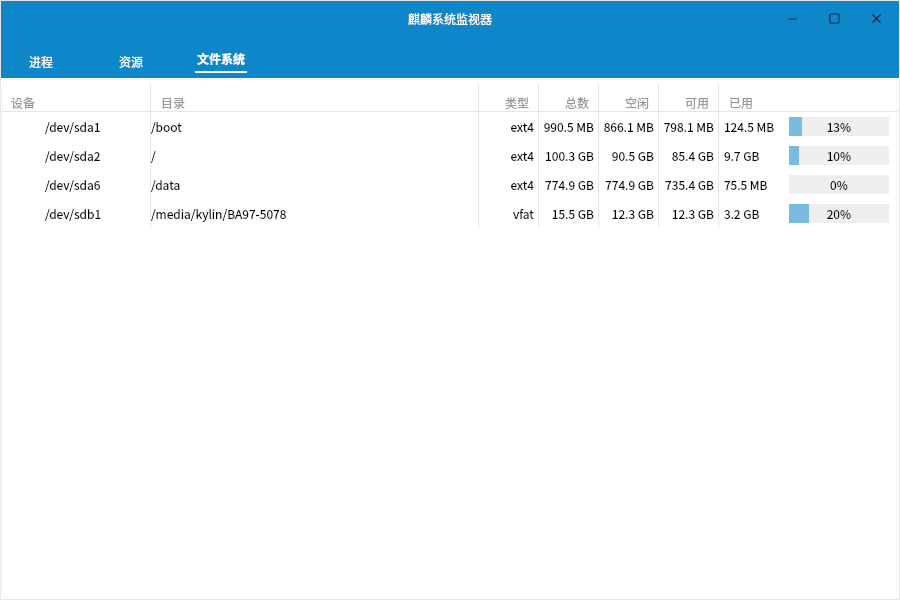 麒麟系统监视器
进程 资源 文件系统
设备 目录 类型 总数 空闲 可用 已用
/dev/sda1 /boot ext4 990.5 MB 866.1 MB 798.1 MB 124.5 MB 13%
/dev/sda2 / ext4 100.3 GB 90.5 GB 85.4 GB 9.7 GB 10%
/dev/sda6 /data ext4 774.9 GB 774.9 GB 735.4 GB 75.5 MB 0%
/dev/sdb1 /media/kylin/BA97-5078 vfat 15.5 GB 12.3 GB 12.3 GB 3.2 GB 20%